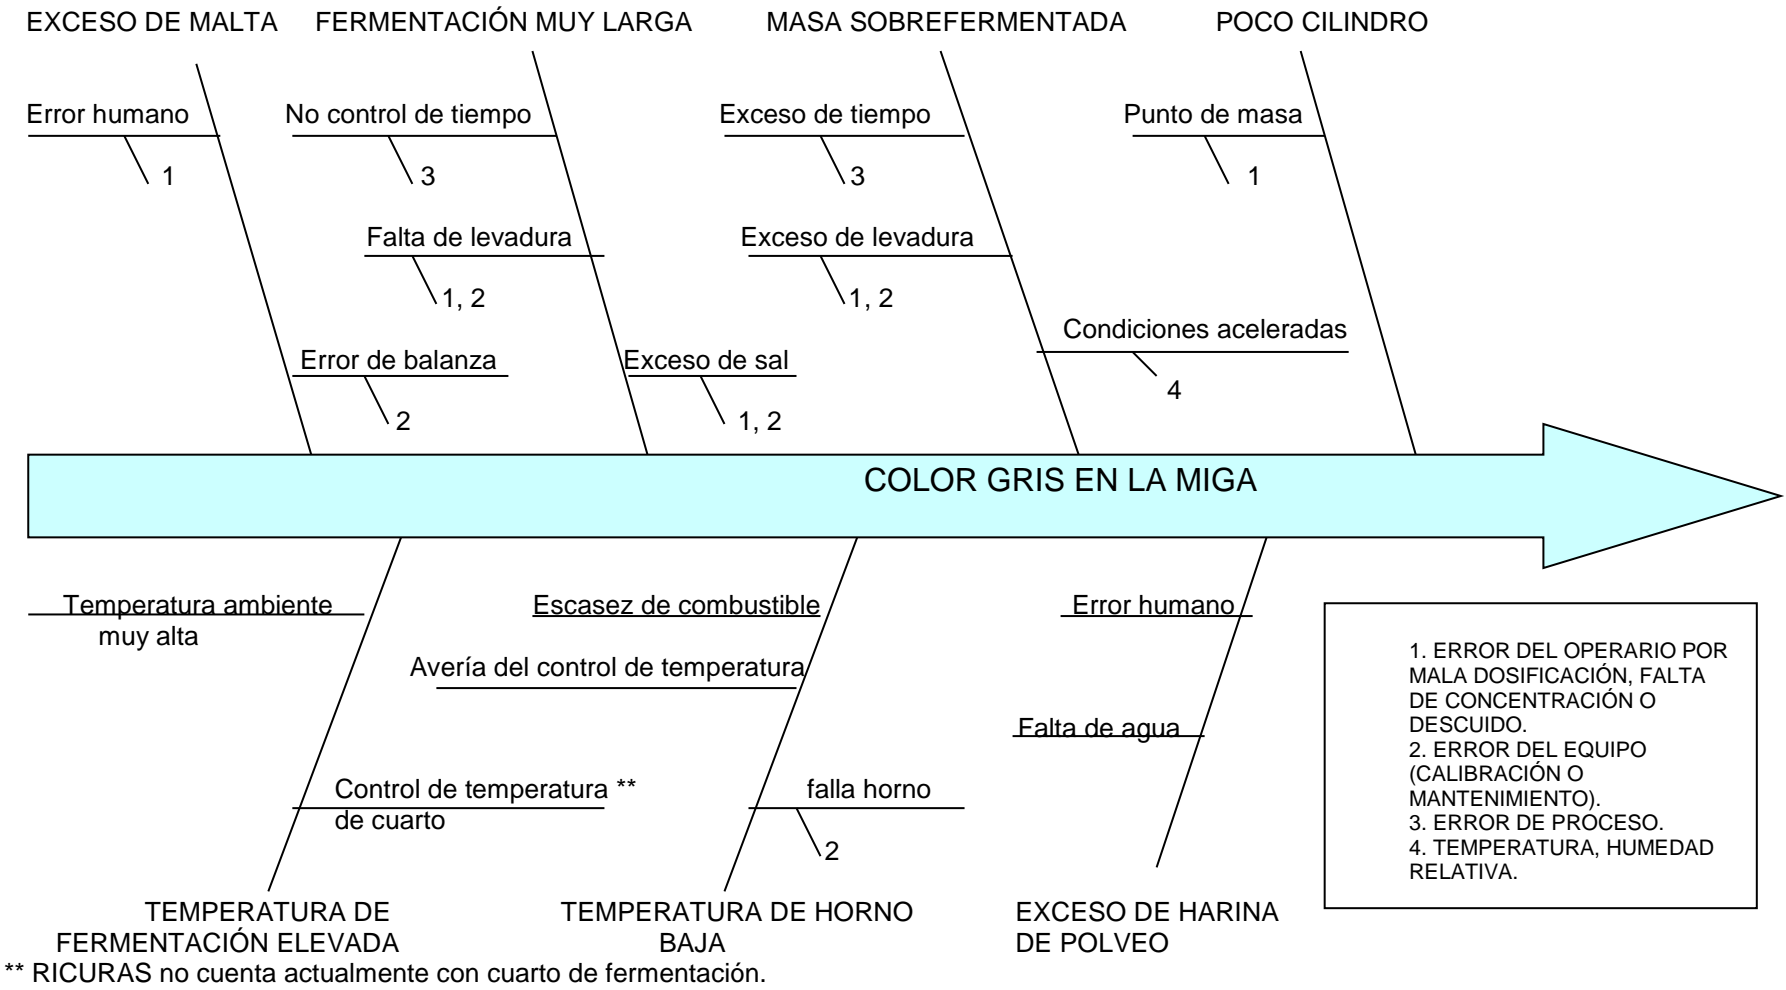 EXCESO DE MALTA
FERMENTACIÓN MUY LARGA
MASA SOBREFERMENTADA
POCO CILINDRO
Error humano
No control de tiempo
Exceso de tiempo
Punto de masa
1
3
3
1
Falta de levadura
Exceso de levadura
1, 2
1, 2
Condiciones aceleradas
Error de balanza
Exceso de sal
4
2
1, 2
COLOR GRIS EN LA MIGA
Temperatura ambiente
muy alta
Escasez de combustible
Error humano
Avería del control de temperatura
Falta de agua
Control de temperatura **
de cuarto
falla horno
2
1. ERROR DEL OPERARIO POR
MALA DOSIFICACIÓN, FALTA
DE CONCENTRACIÓN O
DESCUIDO.
2. ERROR DEL EQUIPO
(CALIBRACIÓN O
MANTENIMIENTO).
3. ERROR DE PROCESO.
4. TEMPERATURA, HUMEDAD
RELATIVA.
TEMPERATURA DE
FERMENTACIÓN ELEVADA
TEMPERATURA DE HORNO
BAJA
EXCESO DE HARINA
DE POLVEO
** RICURAS no cuenta actualmente con cuarto de fermentación.